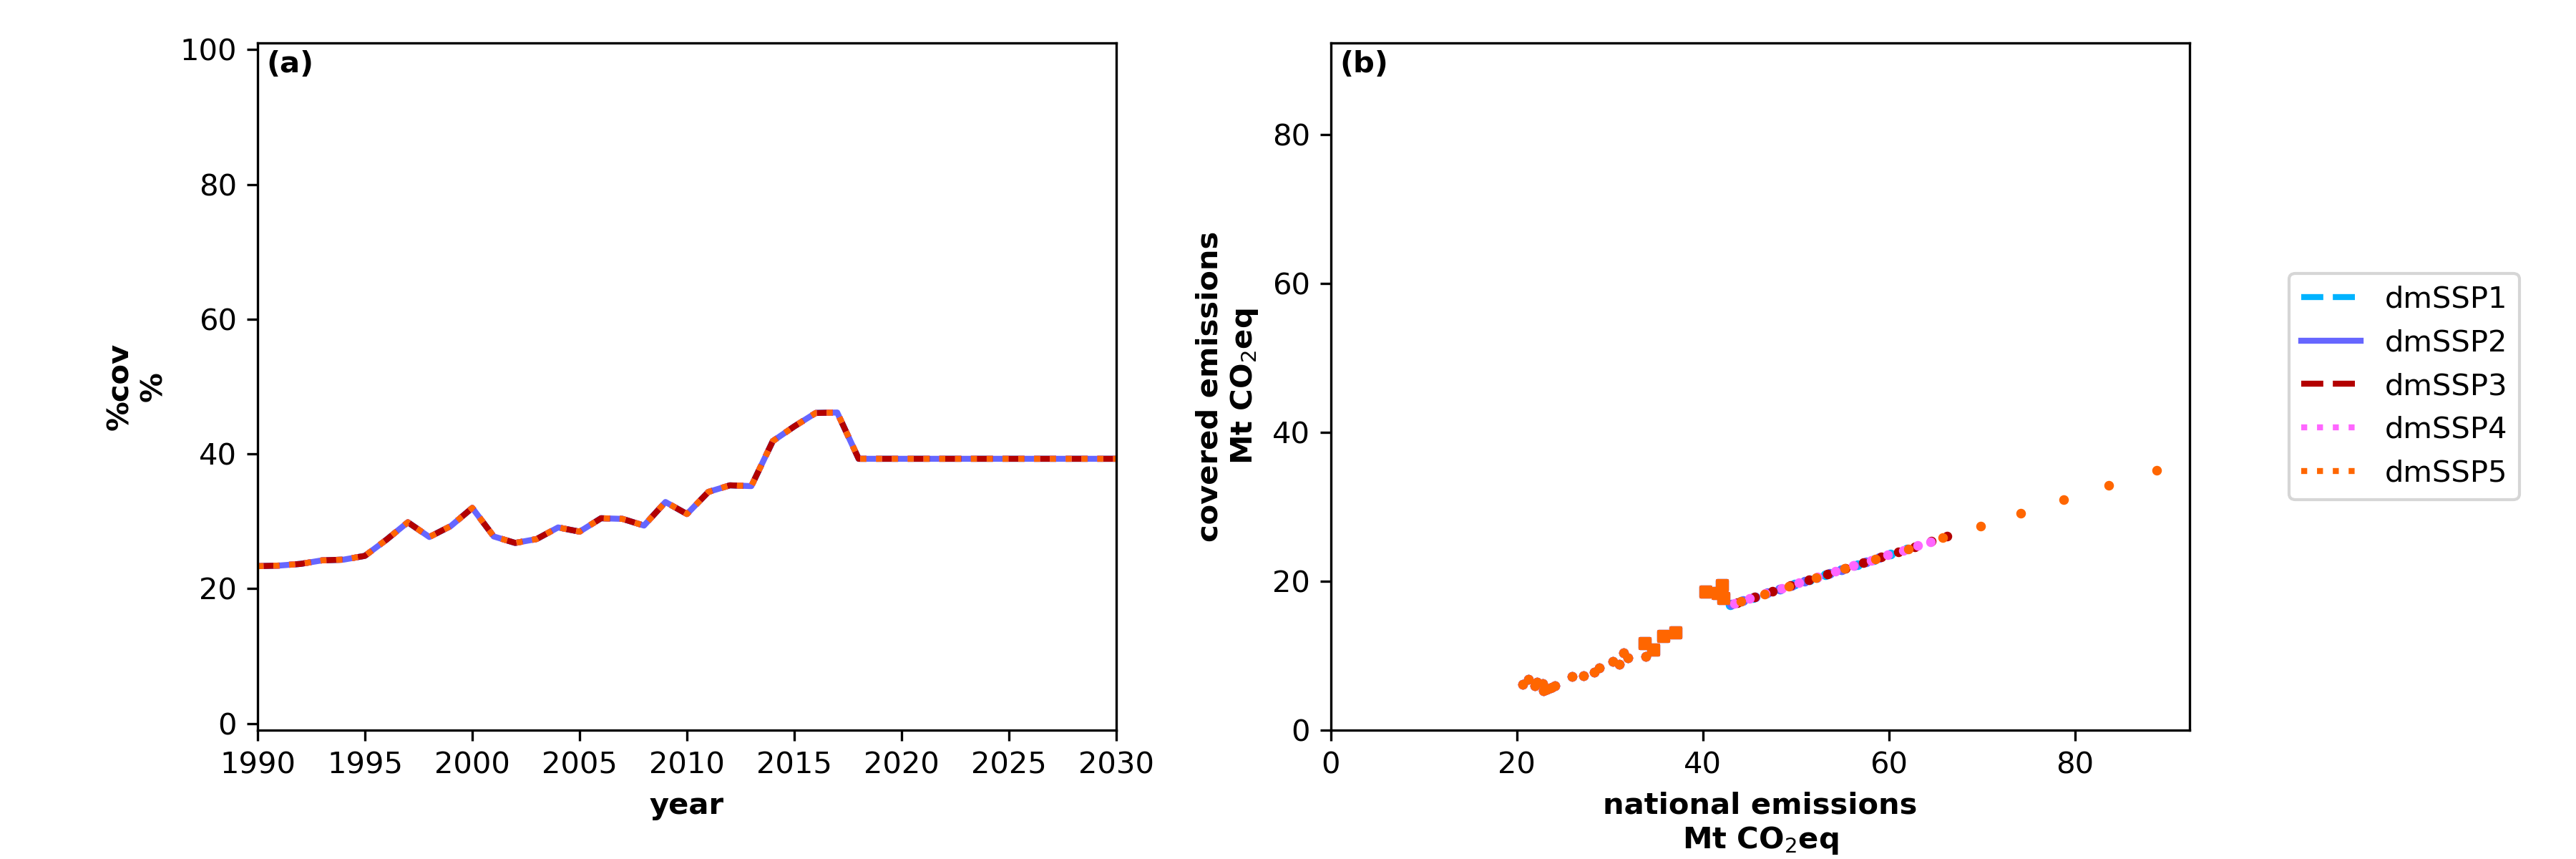 (a)
100
80
60
40
20
0
%cov
%
1990 1995 2000 2005 2010 2015 2020 2025 2030
year
(b)
80
60
40
20
0
covered emissions
Mt CO₂eq
0 20 40 60 80
national emissions
Mt CO₂eq
dmSSP1
dmSSP2
dmSSP3
dmSSP4
dmSSP5